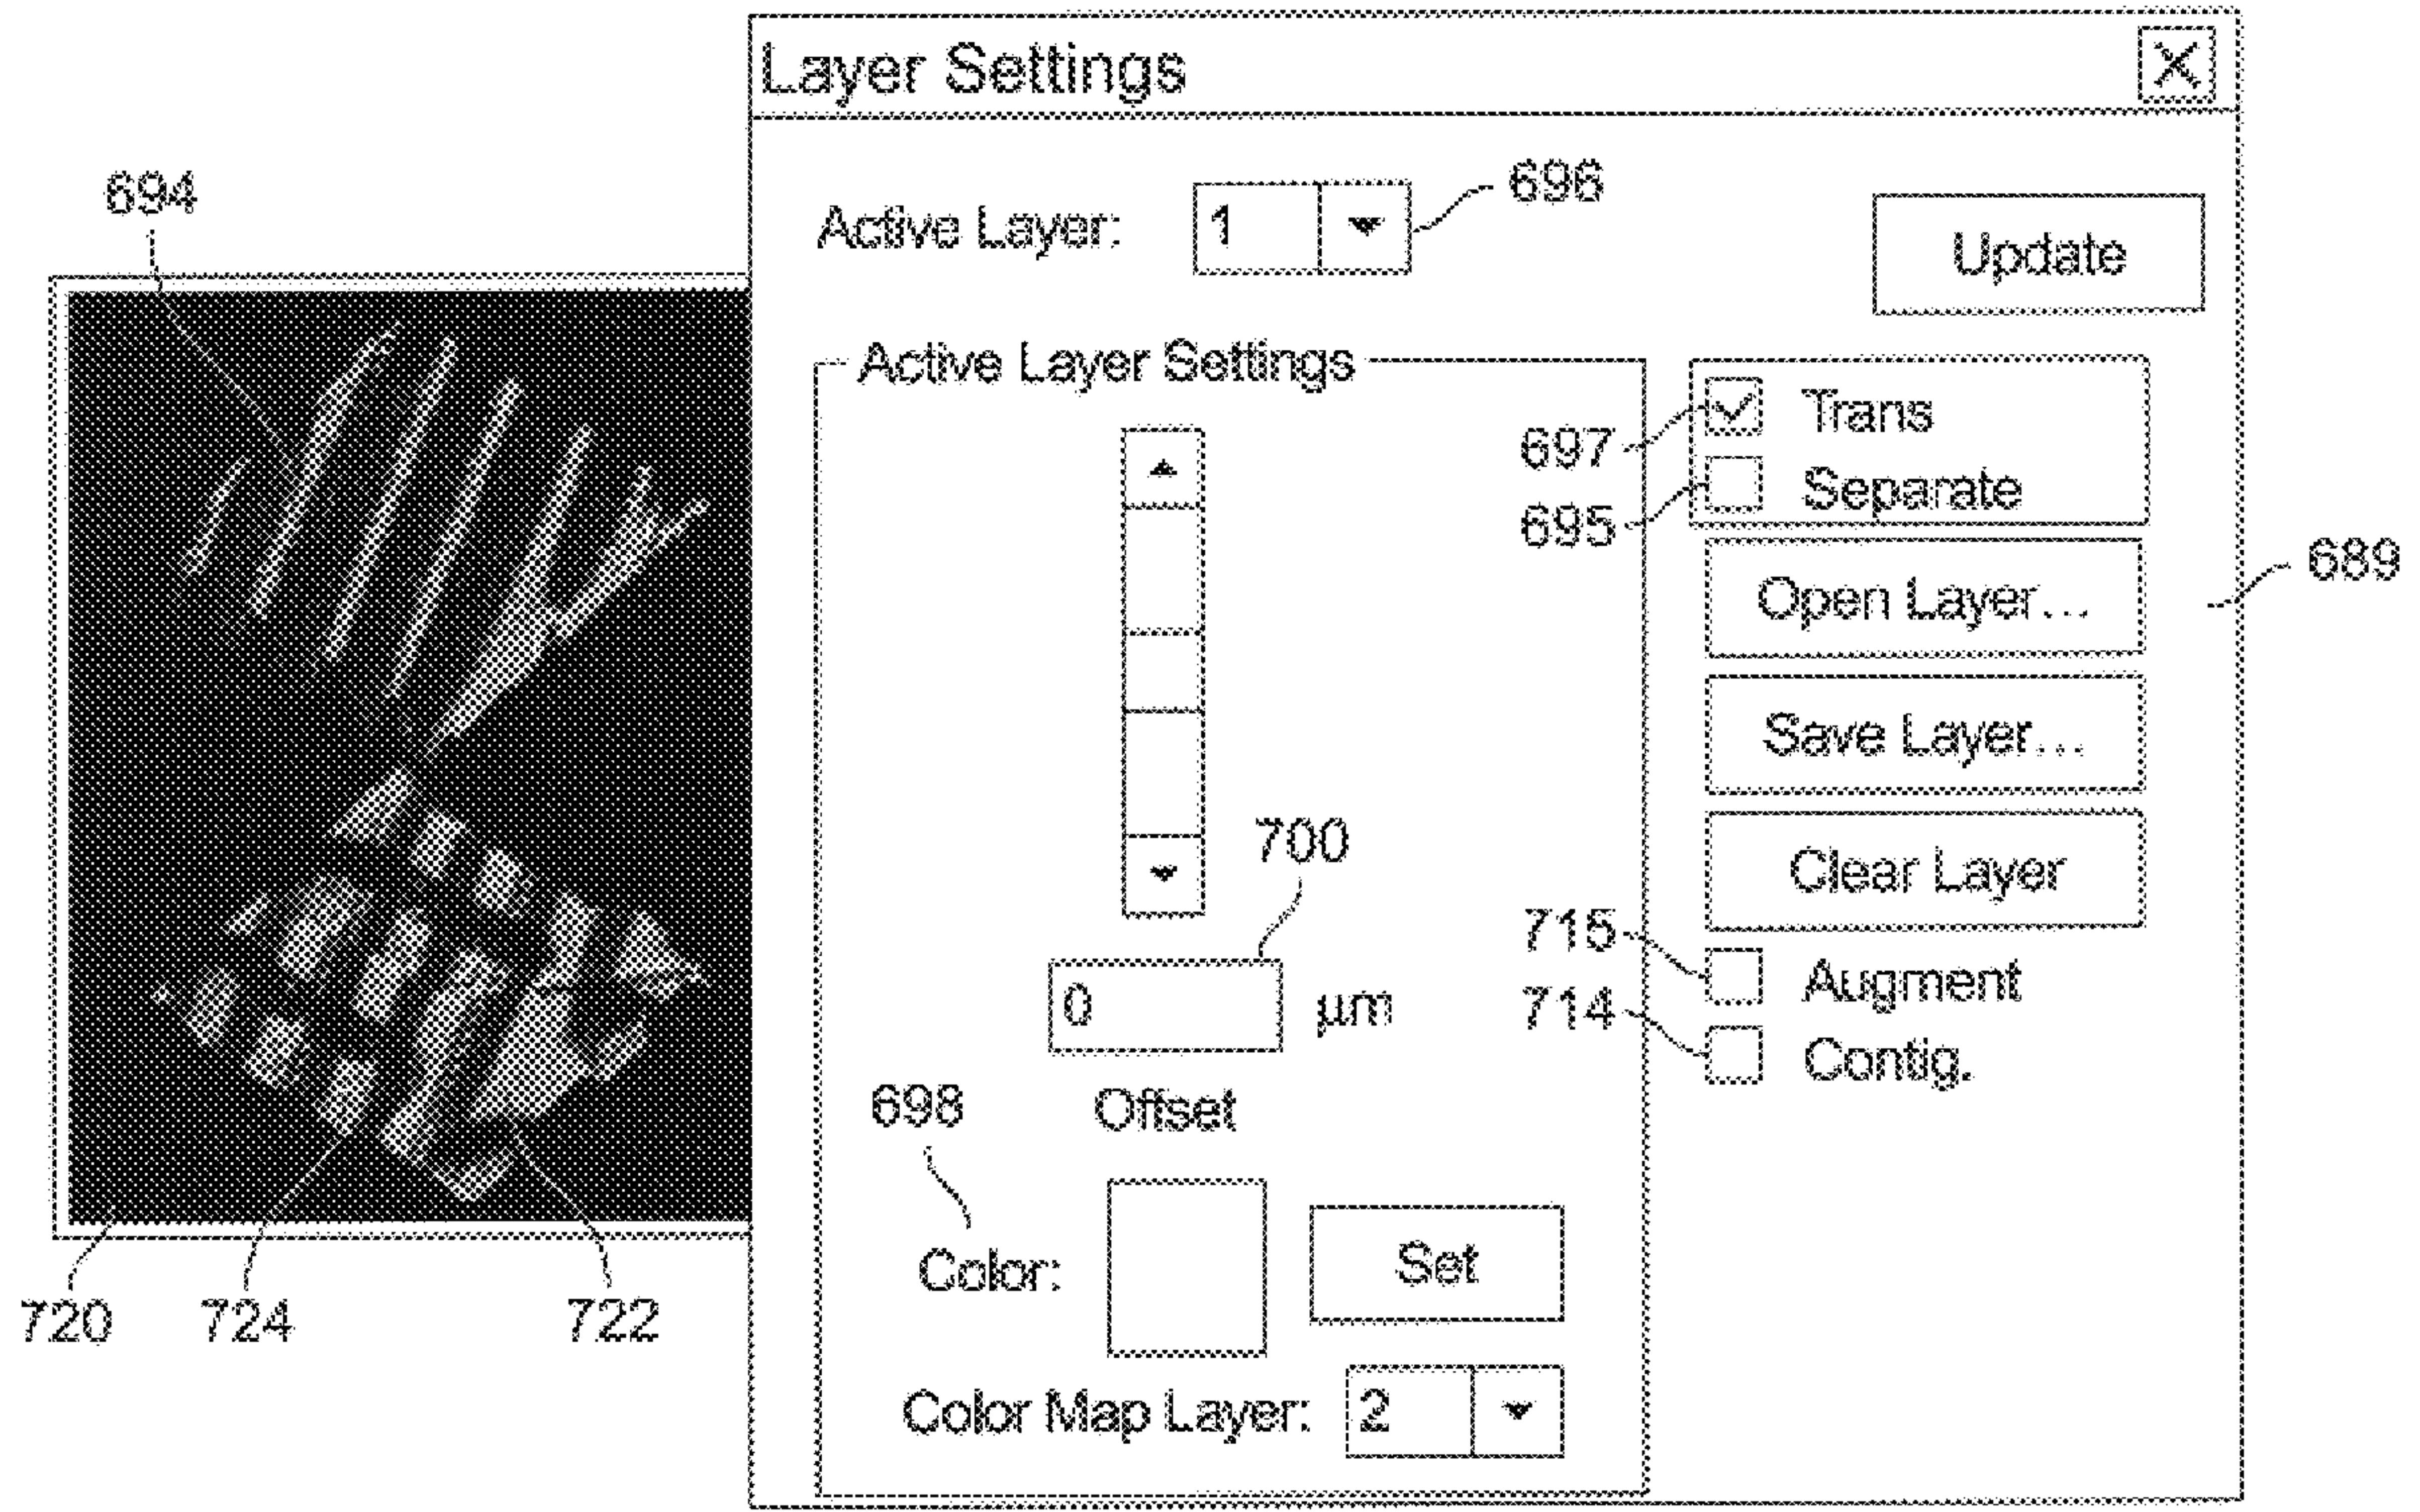 Layer Settings
694
Active Layer: 1
696
Update
Active Layer Settings
697
Trans
695
Separate
689
Open Layer...
Save Layer...
700
Clear Layer
715
Augment
0 µm
714
Contig.
698
Offset
Color:
Set
720
724
722
Color Map Layer: 2